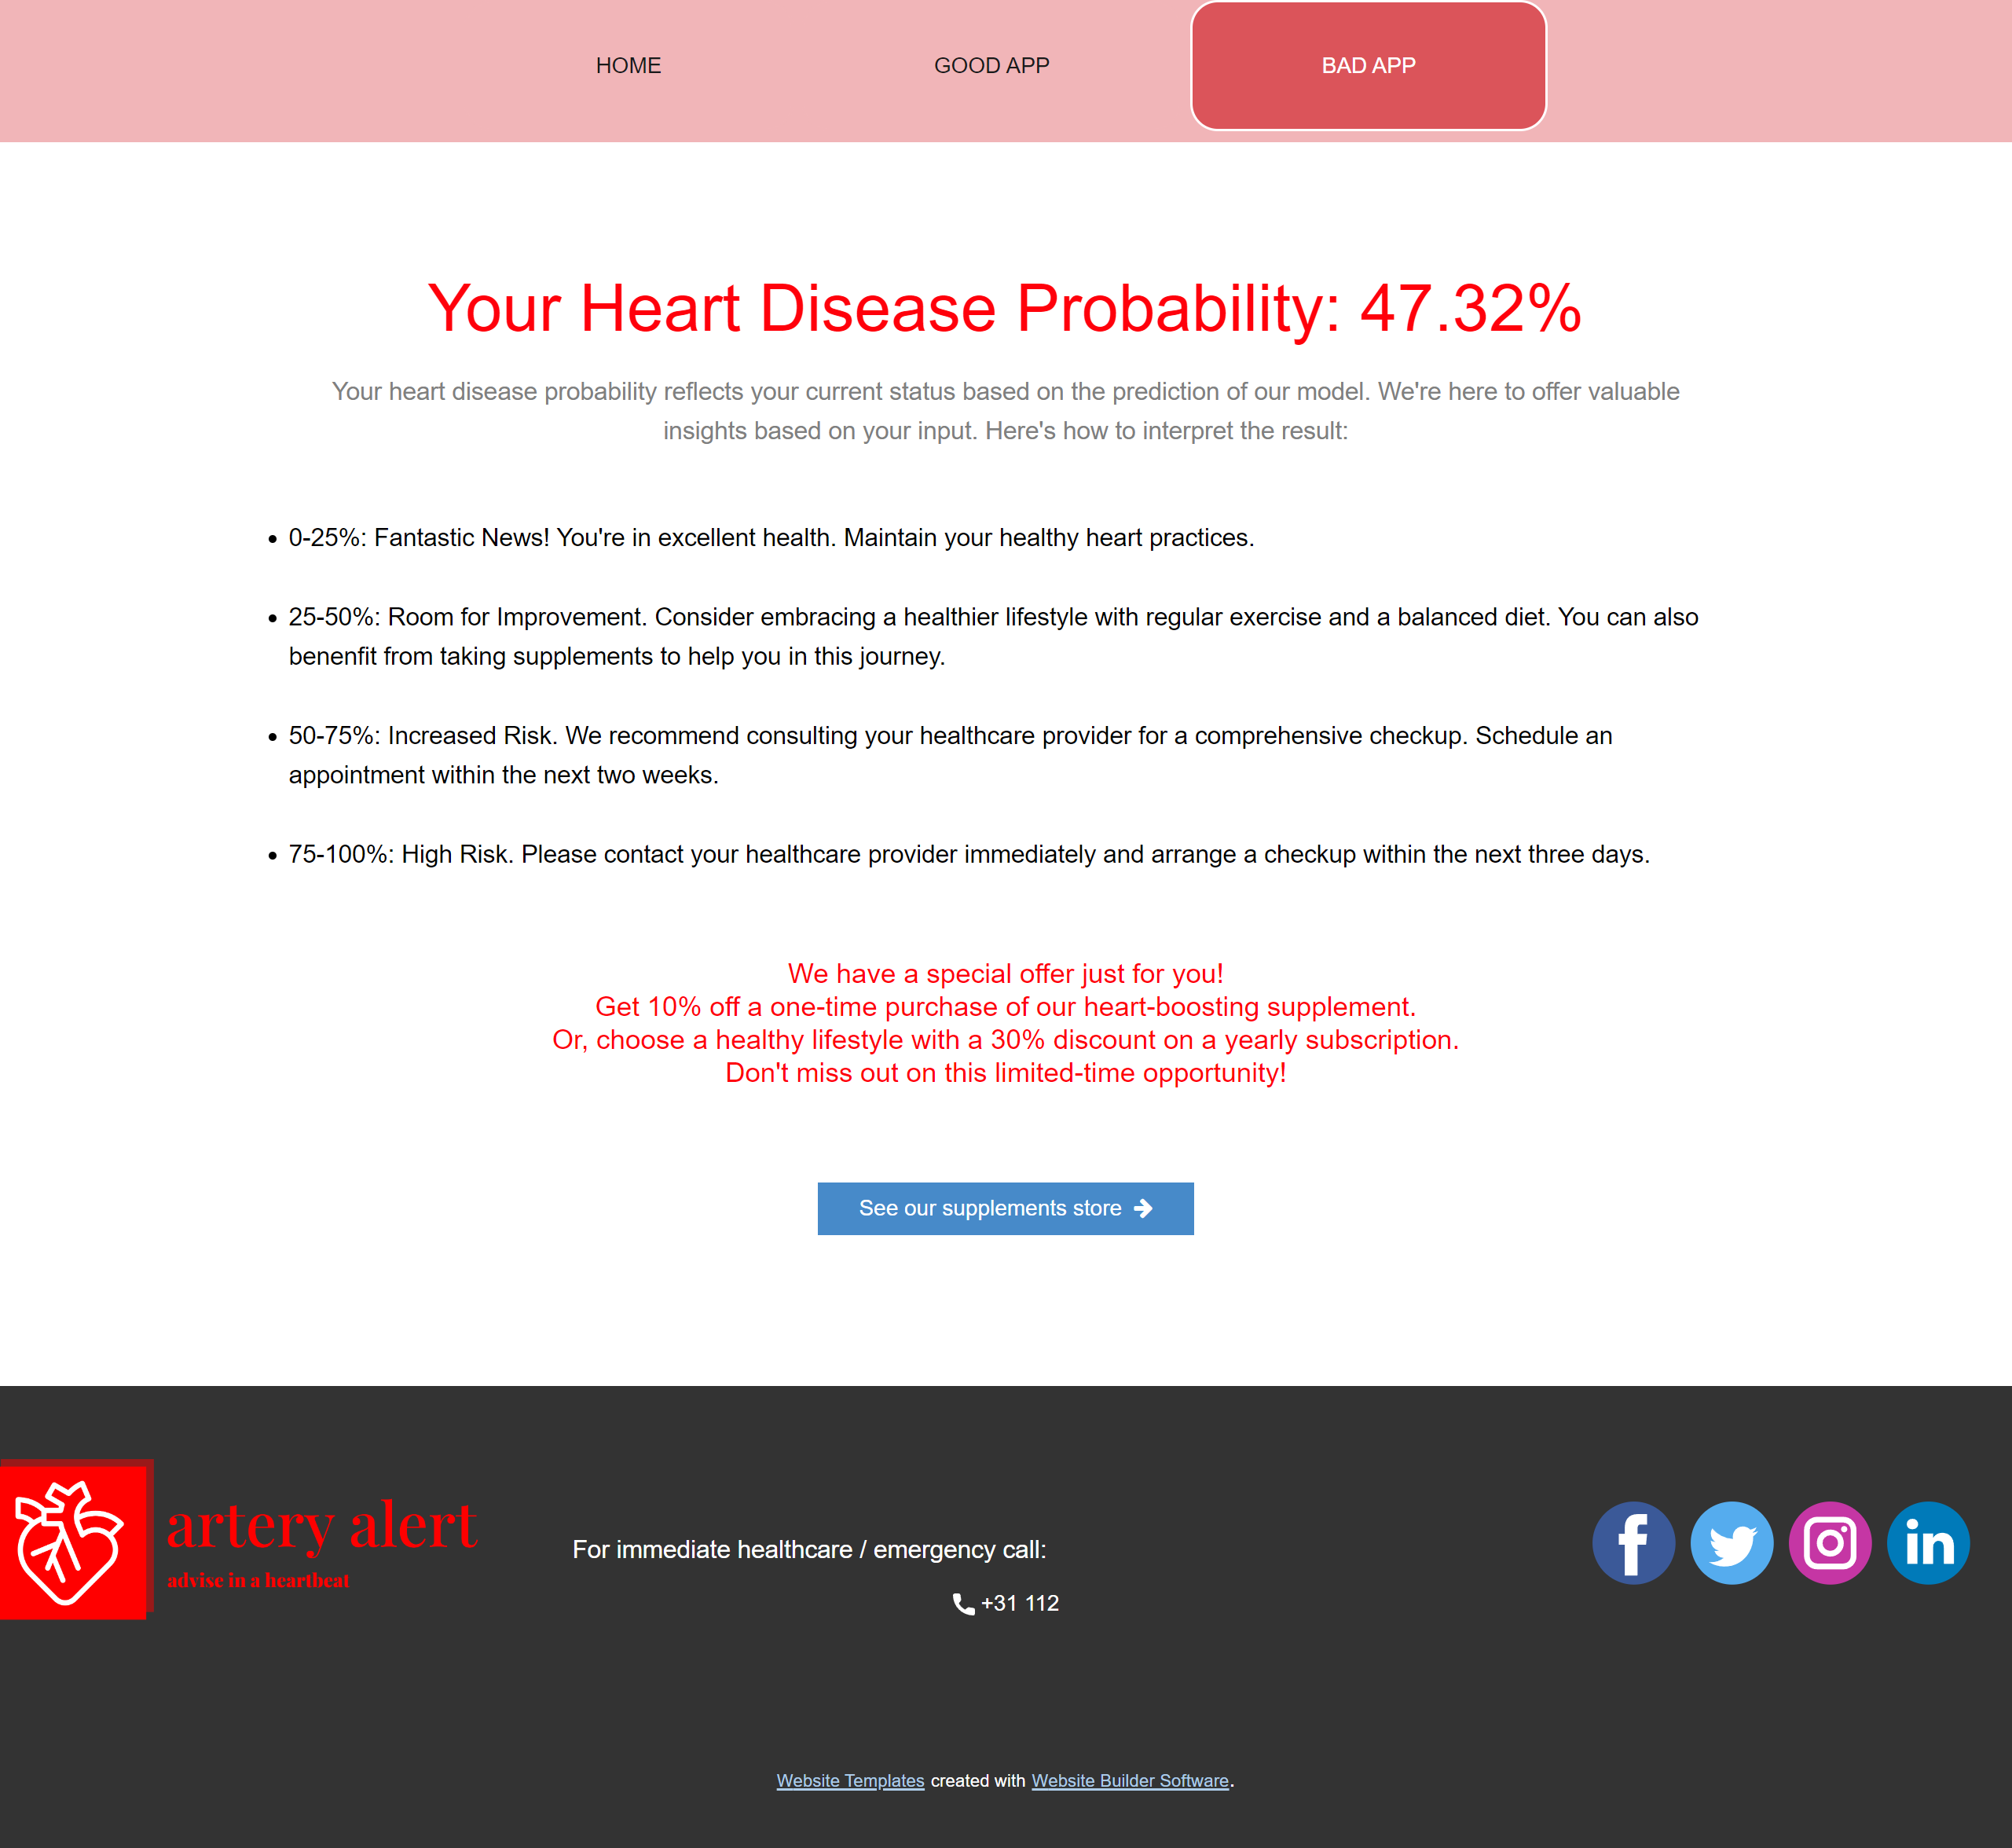 HOME
GOOD APP
BAD APP
Your Heart Disease Probability: 47.32%
Your heart disease probability reflects your current status based on the prediction of our model. We're here to offer valuable
insights based on your input. Here's how to interpret the result:
• 0-25%: Fantastic News! You're in excellent health. Maintain your healthy heart practices.
• 25-50%: Room for Improvement. Consider embracing a healthier lifestyle with regular exercise and a balanced diet. You can also
benenfit from taking supplements to help you in this journey.
• 50-75%: Increased Risk. We recommend consulting your healthcare provider for a comprehensive checkup. Schedule an
appointment within the next two weeks.
• 75-100%: High Risk. Please contact your healthcare provider immediately and arrange a checkup within the next three days.
We have a special offer just for you!
Get 10% off a one-time purchase of our heart-boosting supplement.
Or, choose a healthy lifestyle with a 30% discount on a yearly subscription.
Don't miss out on this limited-time opportunity!
See our supplements store
artery alert
advise in a heartbeat
For immediate healthcare / emergency call:
+31 112
Website Templates created with Website Builder Software.